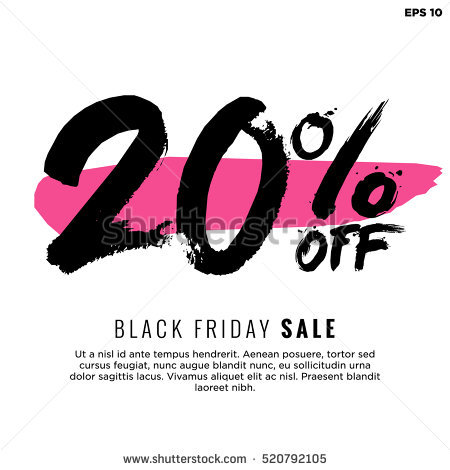 EPS 10
20%
OFF
shutterstock
BLACK FRIDAY SALE
Ut a nisl id ante tempus hendrerit. Aenean posuere, tortor sed
cursus feugiat, nunc augue blandit nunc, eu sollicitudin urna
dolor sagittis lacus. Vivamus aliquet elit ac nisl. Praesent blandit
laoreet nibh.
www.shutterstock.com · 520792105